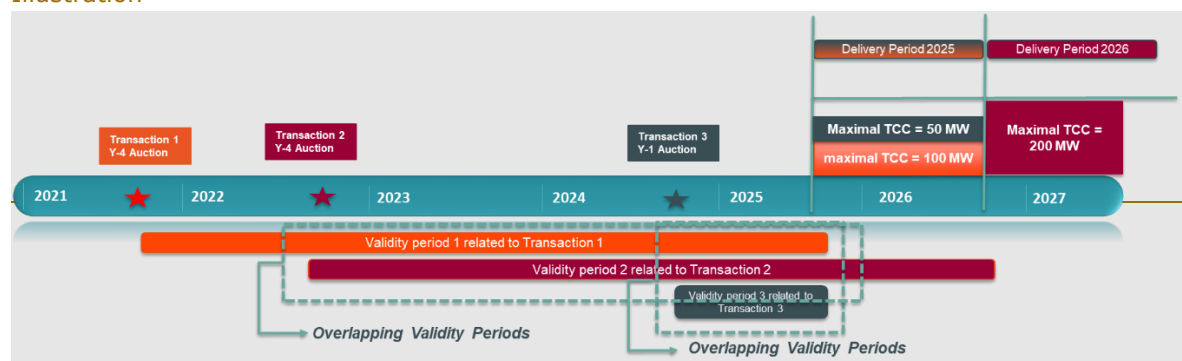 Illustration
Delivery Period 2025
Delivery Period 2026
Transaction 1
Y-4 Auction
Transaction 2
Y-4 Auction
Transaction 3
Y-1 Auction
Maximal TCC = 50 MW
maximal TCC = 100 MW
Maximal TCC =
200 MW
2021
2022
2023
2024
2025
2026
2027
Validity period 1 related to Transaction 1
Validity period 2 related to Transaction 2
Validity period 3 related to
Transaction 3
Overlapping Validity Periods
Overlapping Validity Periods